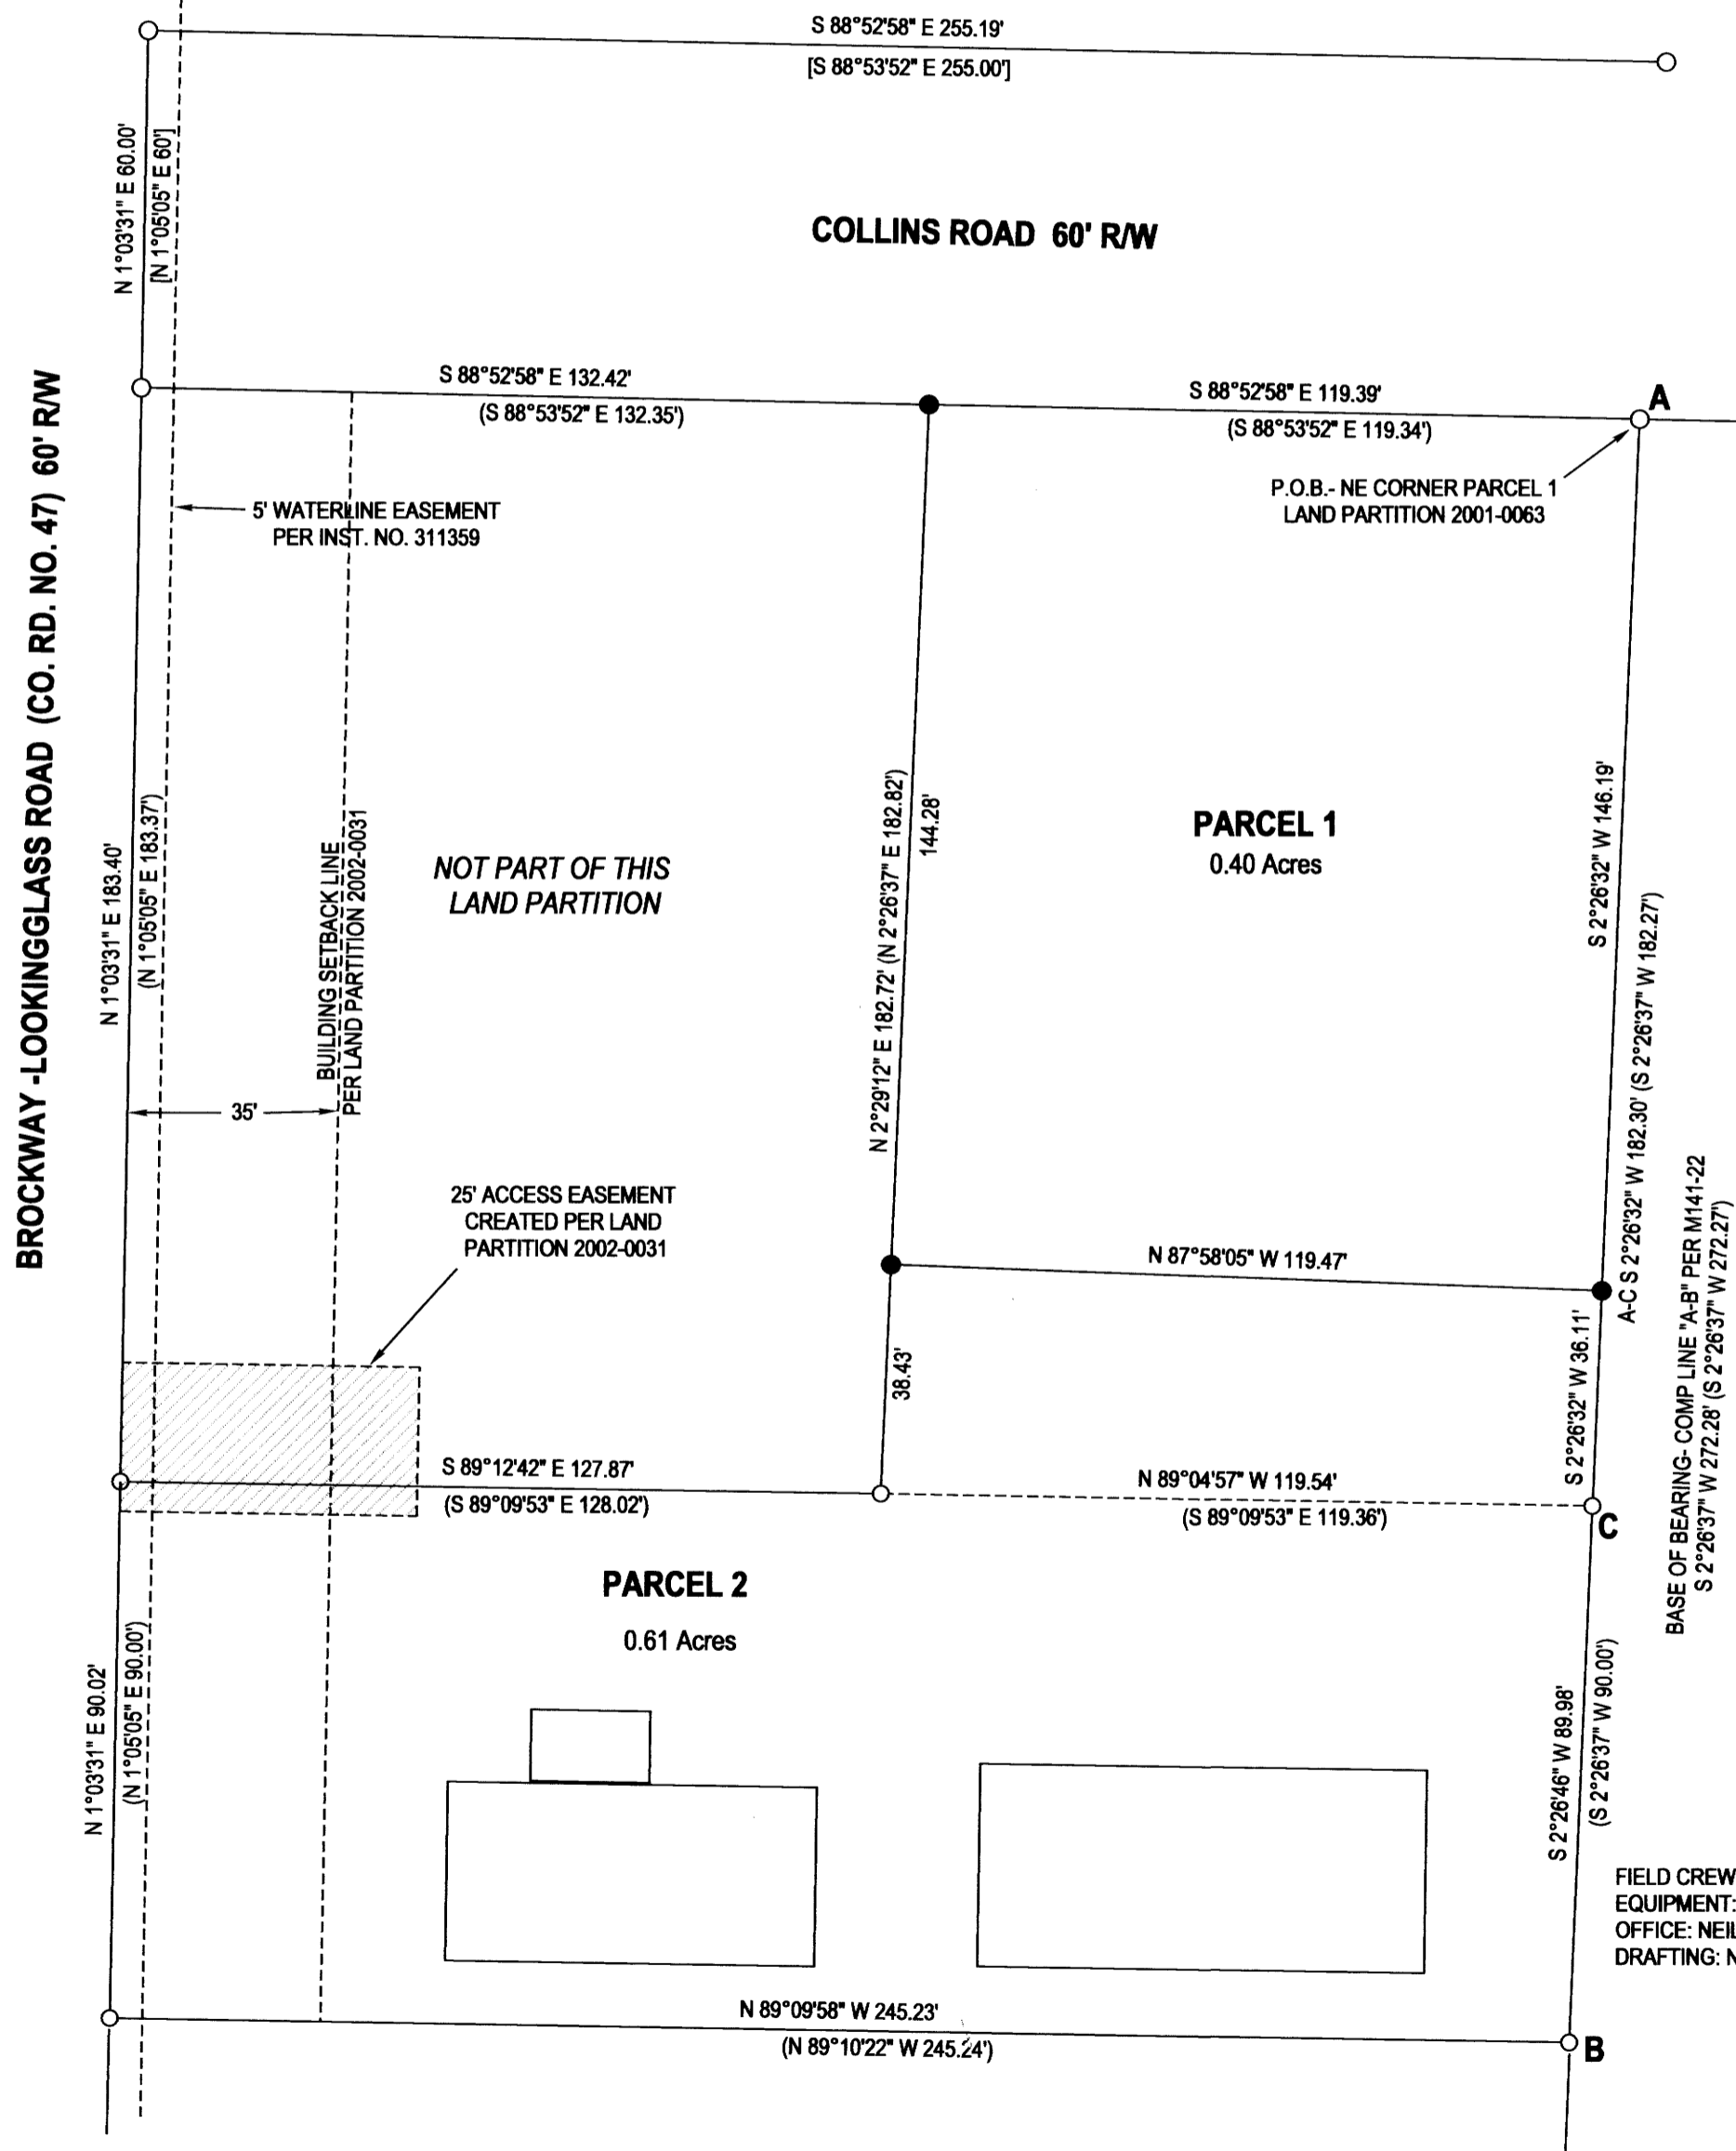 S 88°52'58" E 255.19'
[S 88°53'52" E 255.00']
N 1°03'31" E 60.00'
[N 1°05'05" E 60']
COLLINS ROAD 60' R/W
BROCKWAY -LOOKINGGLASS ROAD (CO. RD. NO. 47) 60' R/W
S 88°52'58" E 132.42'
(S 88°53'52" E 132.35')
S 88°52'58" E 119.39'
(S 88°53'52" E 119.34')
A
P.O.B.- NE CORNER PARCEL 1
LAND PARTITION 2001-0063
5' WATERLINE EASEMENT
PER INST. NO. 311359
N 1°03'31" E 183.40'
(N 1°05'05" E 183.37')
BUILDING SETBACK LINE
PER LAND PARTITION 2002-0031
35'
NOT PART OF THIS
LAND PARTITION
N 2°29'12" E 182.72' (N 2°26'37" E 182.82')
144.28'
PARCEL 1
0.40 Acres
S 2°26'32" W 146.19'
A-C S 2°26'32" W 182.30' (S 2°26'37" W 182.27')
BASE OF BEARING- COMP LINE "A-B" PER M141-22
S 2°26'37" W 272.28' (S 2°26'37" W 272.27')
25' ACCESS EASEMENT
CREATED PER LAND
PARTITION 2002-0031
N 87°58'05" W 119.47'
38.43'
S 2°26'32" W 36.11'
S 89°12'42" E 127.87'
(S 89°09'53" E 128.02')
N 89°04'57" W 119.54'
(S 89°09'53" E 119.36')
C
PARCEL 2
0.61 Acres
N 1°03'31" E 90.02'
(N 1°05'05" E 90.00')
S 2°26'46" W 89.98'
(S 2°26'37" W 90.00')
FIELD CREW
EQUIPMENT:
OFFICE: NEIL
DRAFTING: N
N 89°09'58" W 245.23'
(N 89°10'22" W 245.24')
B